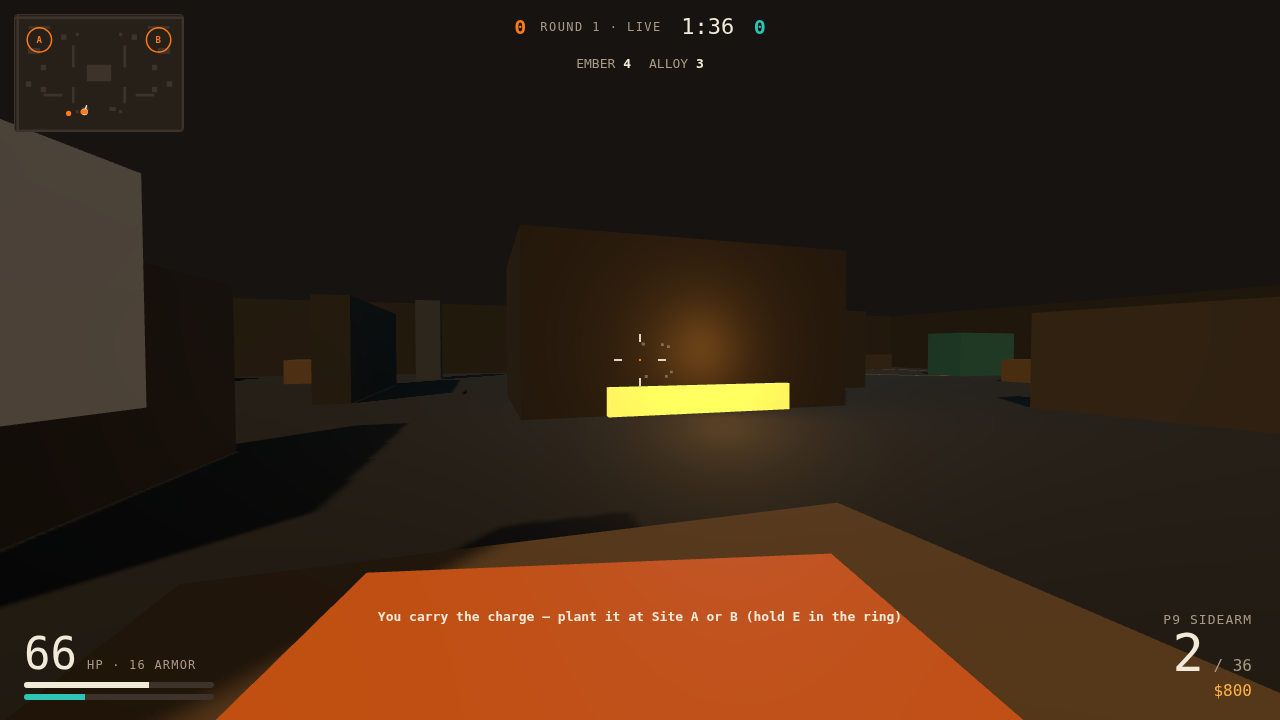 A
B
0 ROUND 1 · LIVE 1:36 0
EMBER 4 ALLOY 3
You carry the charge — plant it at Site A or B (hold E in the ring)
66 HP · 16 ARMOR
P9 SIDEARM
2 / 36
$800